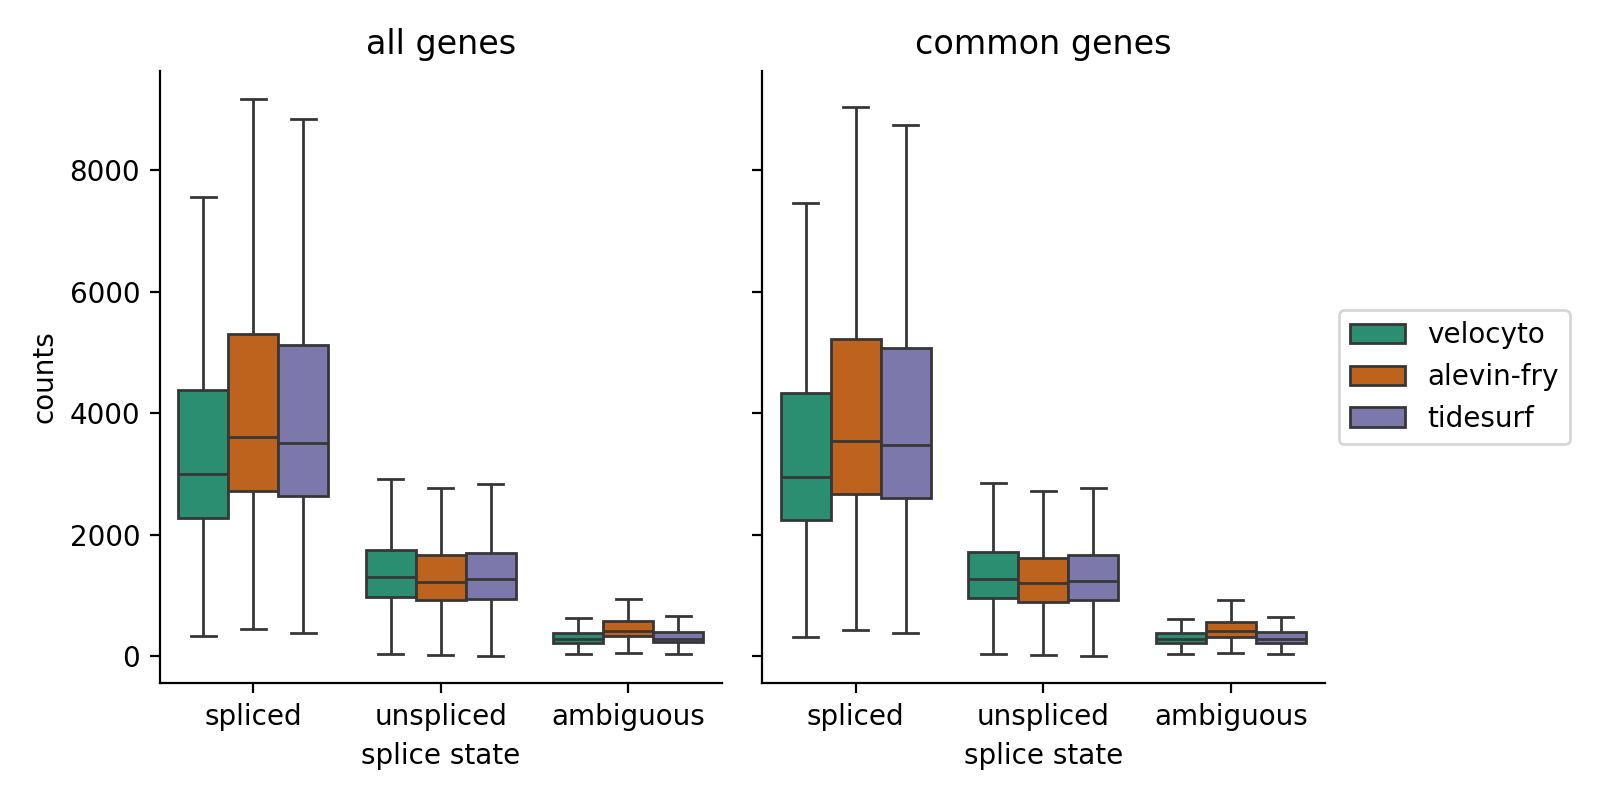 all genes
common genes
8000
6000
4000
2000
0
counts
spliced
unspliced
ambiguous
splice state
spliced
unspliced
ambiguous
splice state
velocyto
alevin-fry
tidesurf